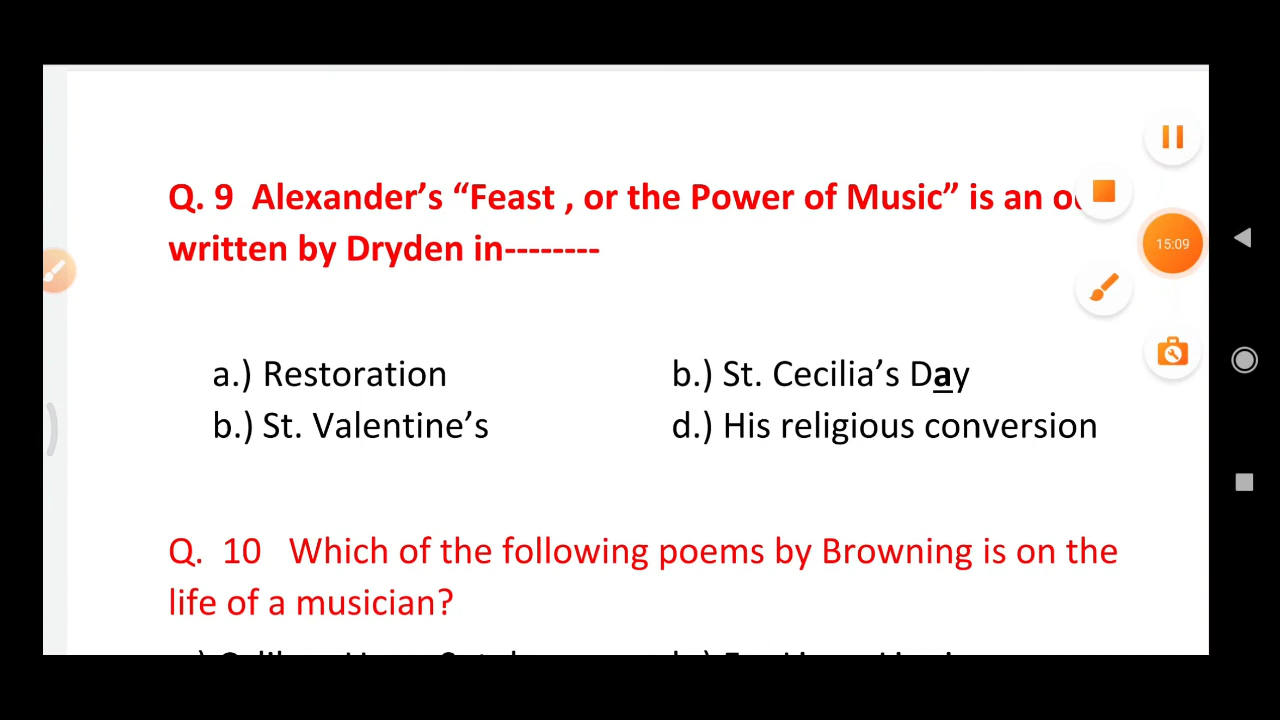 Q. 9 Alexander's “Feast , or the Power of Music” is an
written by Dryden in--------
a.) Restoration b.) St. Cecilia's Day
b.) St. Valentine's d.) His religious conversion
Q. 10 Which of the following poems by Browning is on the
life of a musician?
15:09